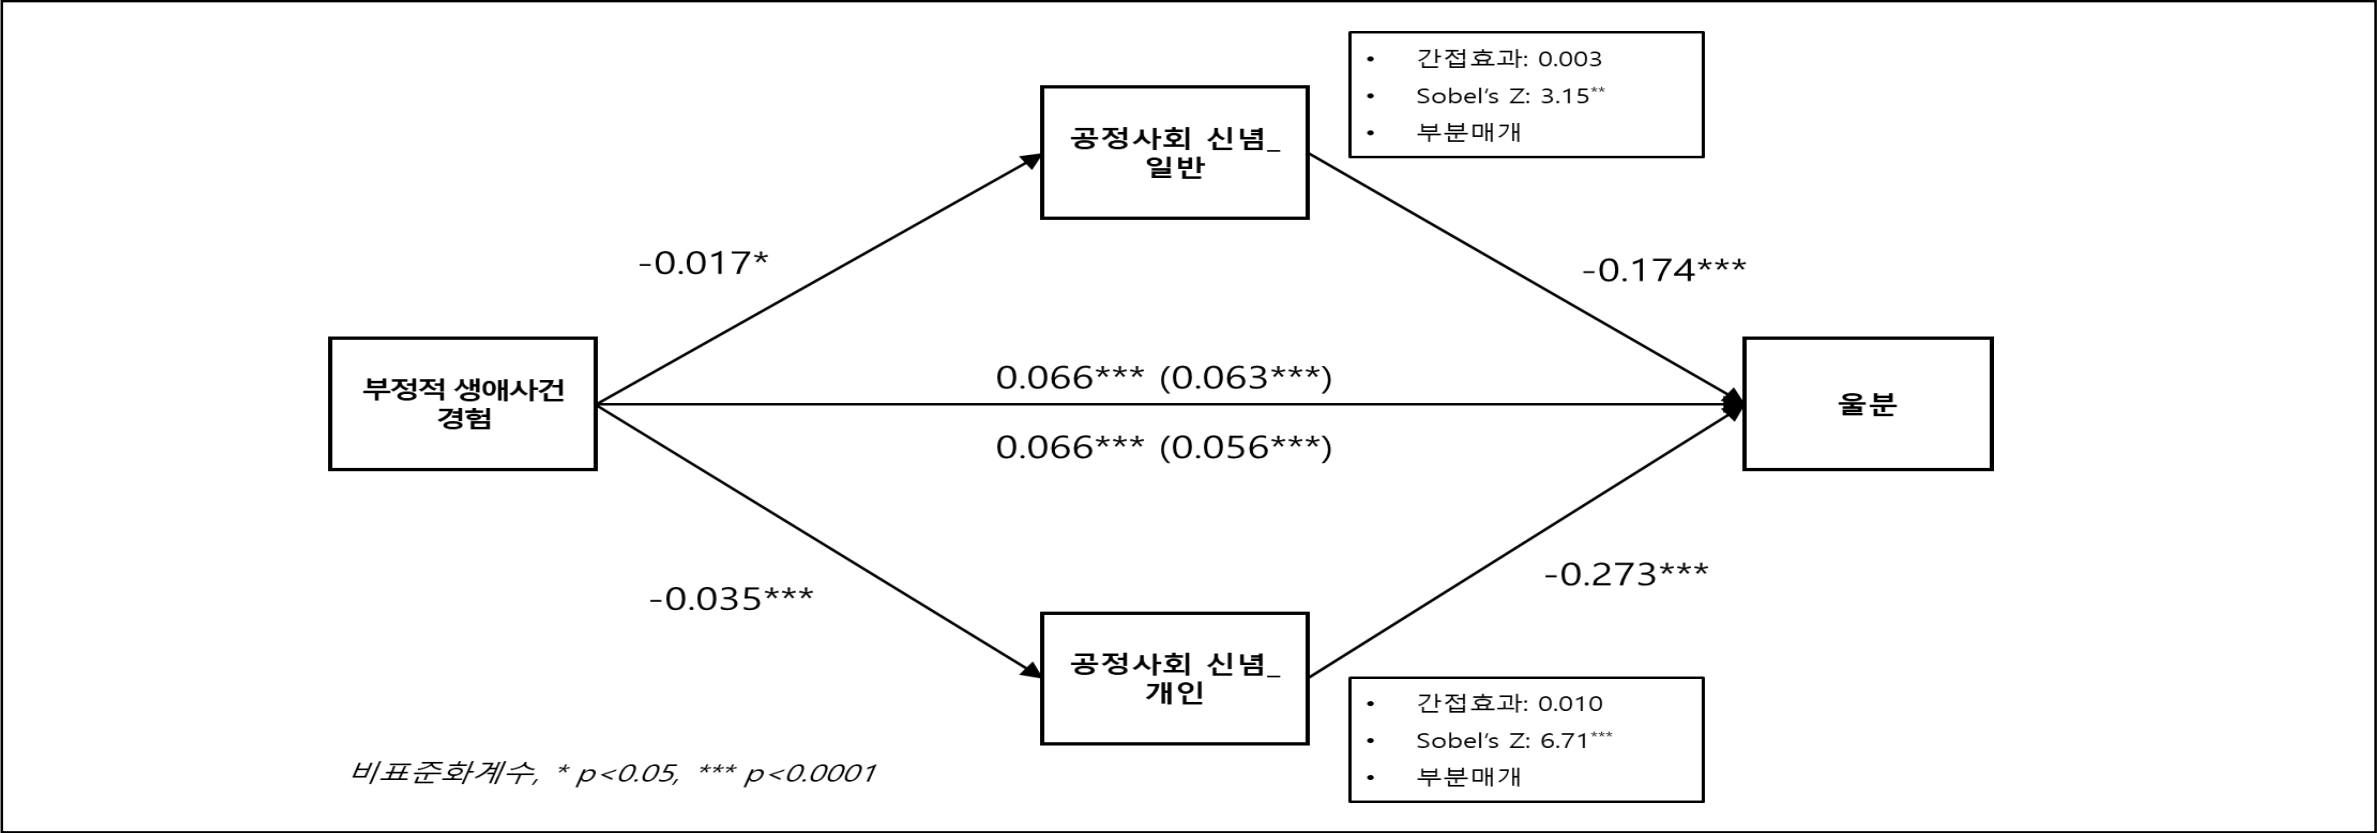 • 간접효과: 0.003
• Sobel's Z: 3.15**
• 부분매개
공정사회 신념_
일반
-0.017*
-0.174***
0.066*** (0.063***)
부정적 생애사건
경험
울분
0.066*** (0.056***)
-0.035***
-0.273***
공정사회 신념_
개인
• 간접효과: 0.010
• Sobel's Z: 6.71***
• 부분매개
비표준화계수, * p<0.05, *** p<0.0001